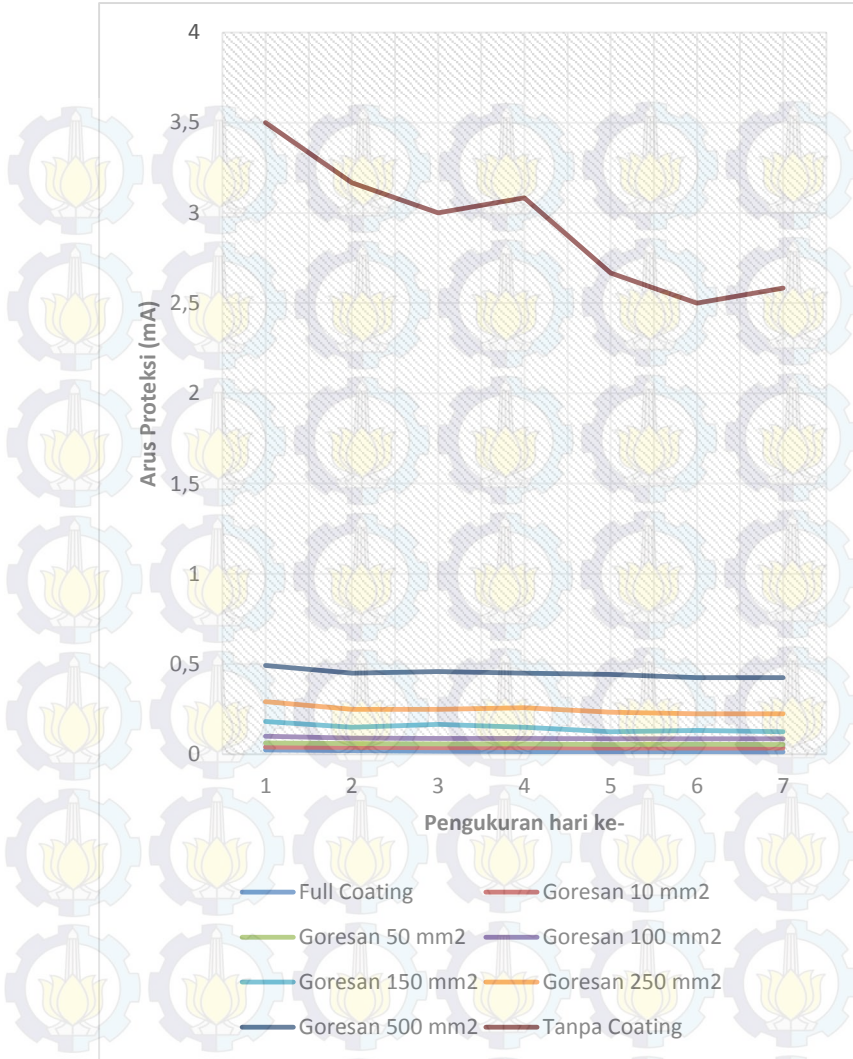 4
3,5
3
2,5
2
1,5
1
0,5
0
Arus Proteksi (mA)
1 2 3 4 5 6 7
Pengukuran hari ke-
Full Coating Goresan 10 mm2
Goresan 50 mm2 Goresan 100 mm2
Goresan 150 mm2 Goresan 250 mm2
Goresan 500 mm2 Tanpa Coating